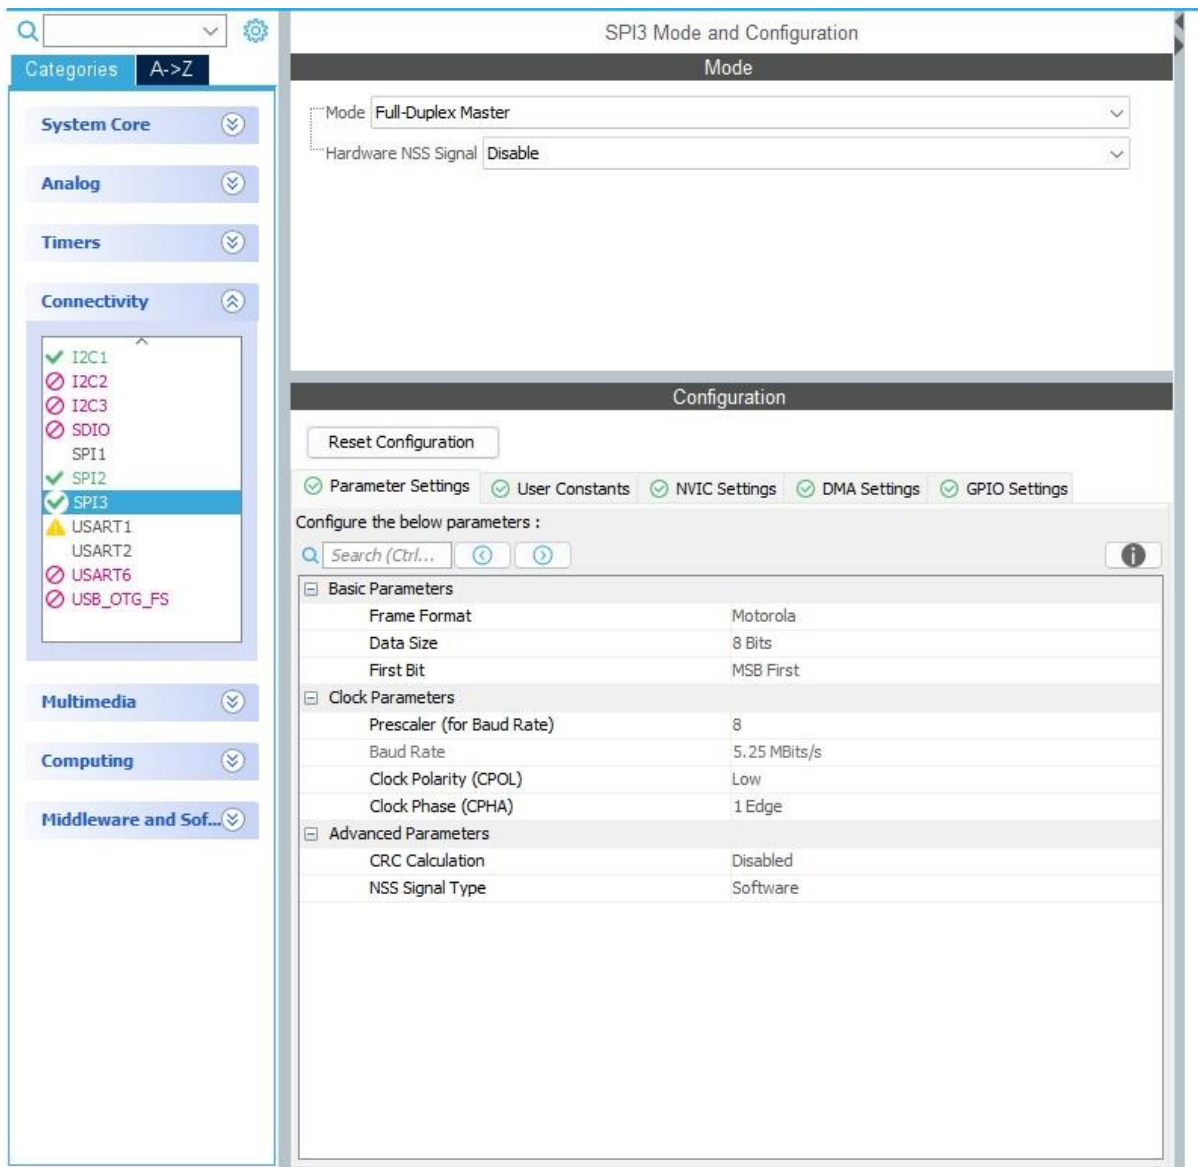 Categories
A->Z
System Core
Analog
Timers
Connectivity
I2C1
I2C2
I2C3
SDIO
SPI1
SPI2
SPI3
USART1
USART2
USART6
USB_OTG_FS
Multimedia
Computing
Middleware and Sof...
SPI3 Mode and Configuration
Mode
Mode Full-Duplex Master
Hardware NSS Signal Disable
Configuration
Reset Configuration
Parameter Settings User Constants NVIC Settings DMA Settings GPIO Settings
Configure the below parameters :
Search (Ctrl...
Basic Parameters
Frame Format Motorola
Data Size 8 Bits
First Bit MSB First
Clock Parameters
Prescaler (for Baud Rate) 8
Baud Rate 5.25 MBits/s
Clock Polarity (CPOL) Low
Clock Phase (CPHA) 1 Edge
Advanced Parameters
CRC Calculation Disabled
NSS Signal Type Software